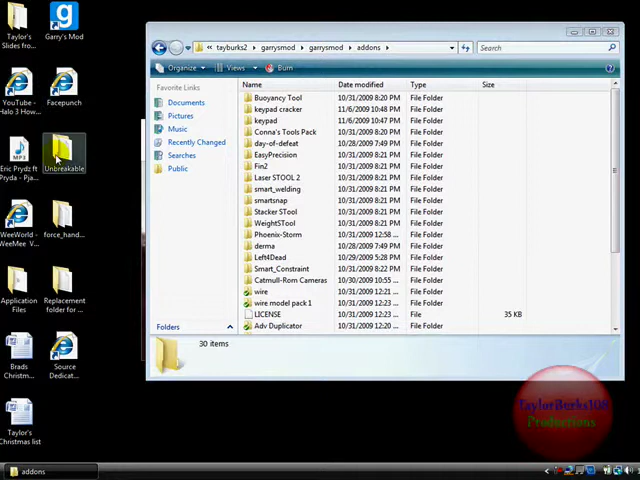 Taylor's Slides fro...
Garry's Mod
YouTube - Halo 3 How...
Facepunch
Eric Prydz ft Pryda - Pja...
Unbreakable
WeeWorld - WeeMee V...
force_hand...
Application Files
Replacement folder for ...
Brads Christm...
Source Dedicat...
Taylor's Christmas list
« tayburks2 garrysmod garrysmod addons
Search
Organize Views Burn
Favorite Links
Documents
Pictures
Music
Recently Changed
Searches
Public
Folders
Name Date modified Type Size
Buoyancy Tool 10/31/2009 8:20 PM File Folder
keypad cracker 11/6/2009 10:48 PM File Folder
keypad 11/6/2009 10:47 PM File Folder
Conna's Tools Pack 10/31/2009 8:20 PM File Folder
day-of-defeat 10/28/2009 7:49 PM File Folder
EasyPrecision 10/31/2009 8:21 PM File Folder
Fin2 10/31/2009 8:21 PM File Folder
Laser STOOL 2 10/31/2009 8:21 PM File Folder
smart_welding 10/31/2009 8:21 PM File Folder
smartsnap 10/31/2009 8:21 PM File Folder
Stacker STool 10/31/2009 8:21 PM File Folder
WeightSTool 10/31/2009 8:21 PM File Folder
Phoenix-Storm 10/31/2009 12:58 ... File Folder
derma 10/28/2009 7:49 PM File Folder
Left4Dead 10/29/2009 5:28 PM File Folder
Smart_Constraint 10/31/2009 8:22 PM File Folder
Catmull-Rom Cameras 10/30/2009 10:55 ... File Folder
wire 10/31/2009 12:21 ... File Folder
wire model pack 1 10/31/2009 12:23 ... File Folder
LICENSE 10/31/2009 12:23 ... File 35 KB
Adv Duplicator 10/31/2009 12:20 ... File Folder
30 items
TaylorBurks108
Productions
addons